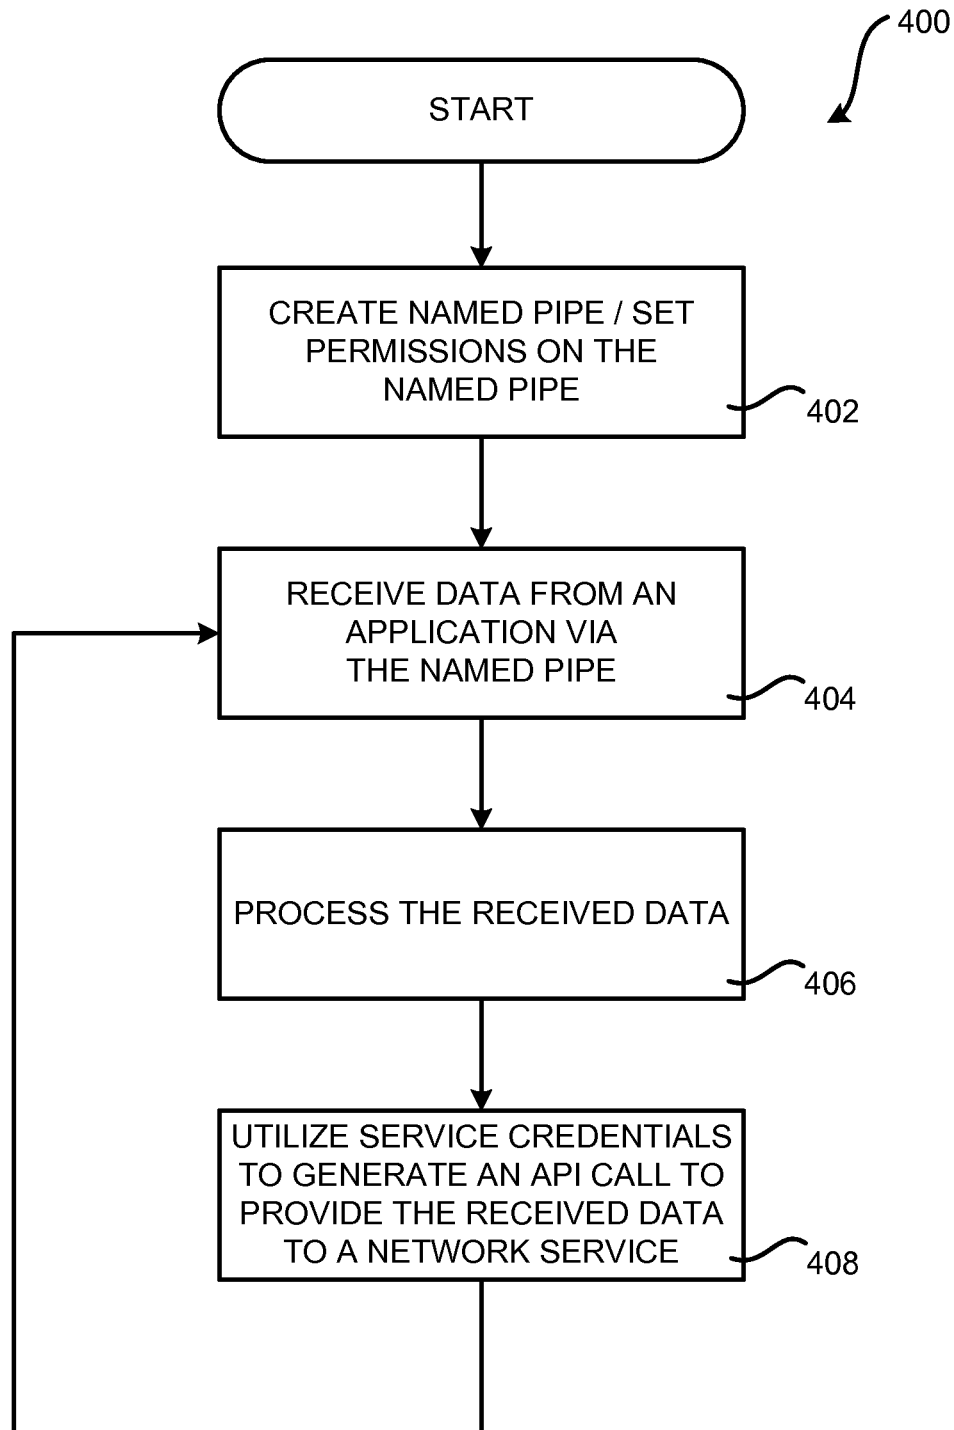 400
START
CREATE NAMED PIPE / SET
PERMISSIONS ON THE
NAMED PIPE
402
RECEIVE DATA FROM AN
APPLICATION VIA
THE NAMED PIPE
404
PROCESS THE RECEIVED DATA
406
UTILIZE SERVICE CREDENTIALS
TO GENERATE AN API CALL TO
PROVIDE THE RECEIVED DATA
TO A NETWORK SERVICE
408